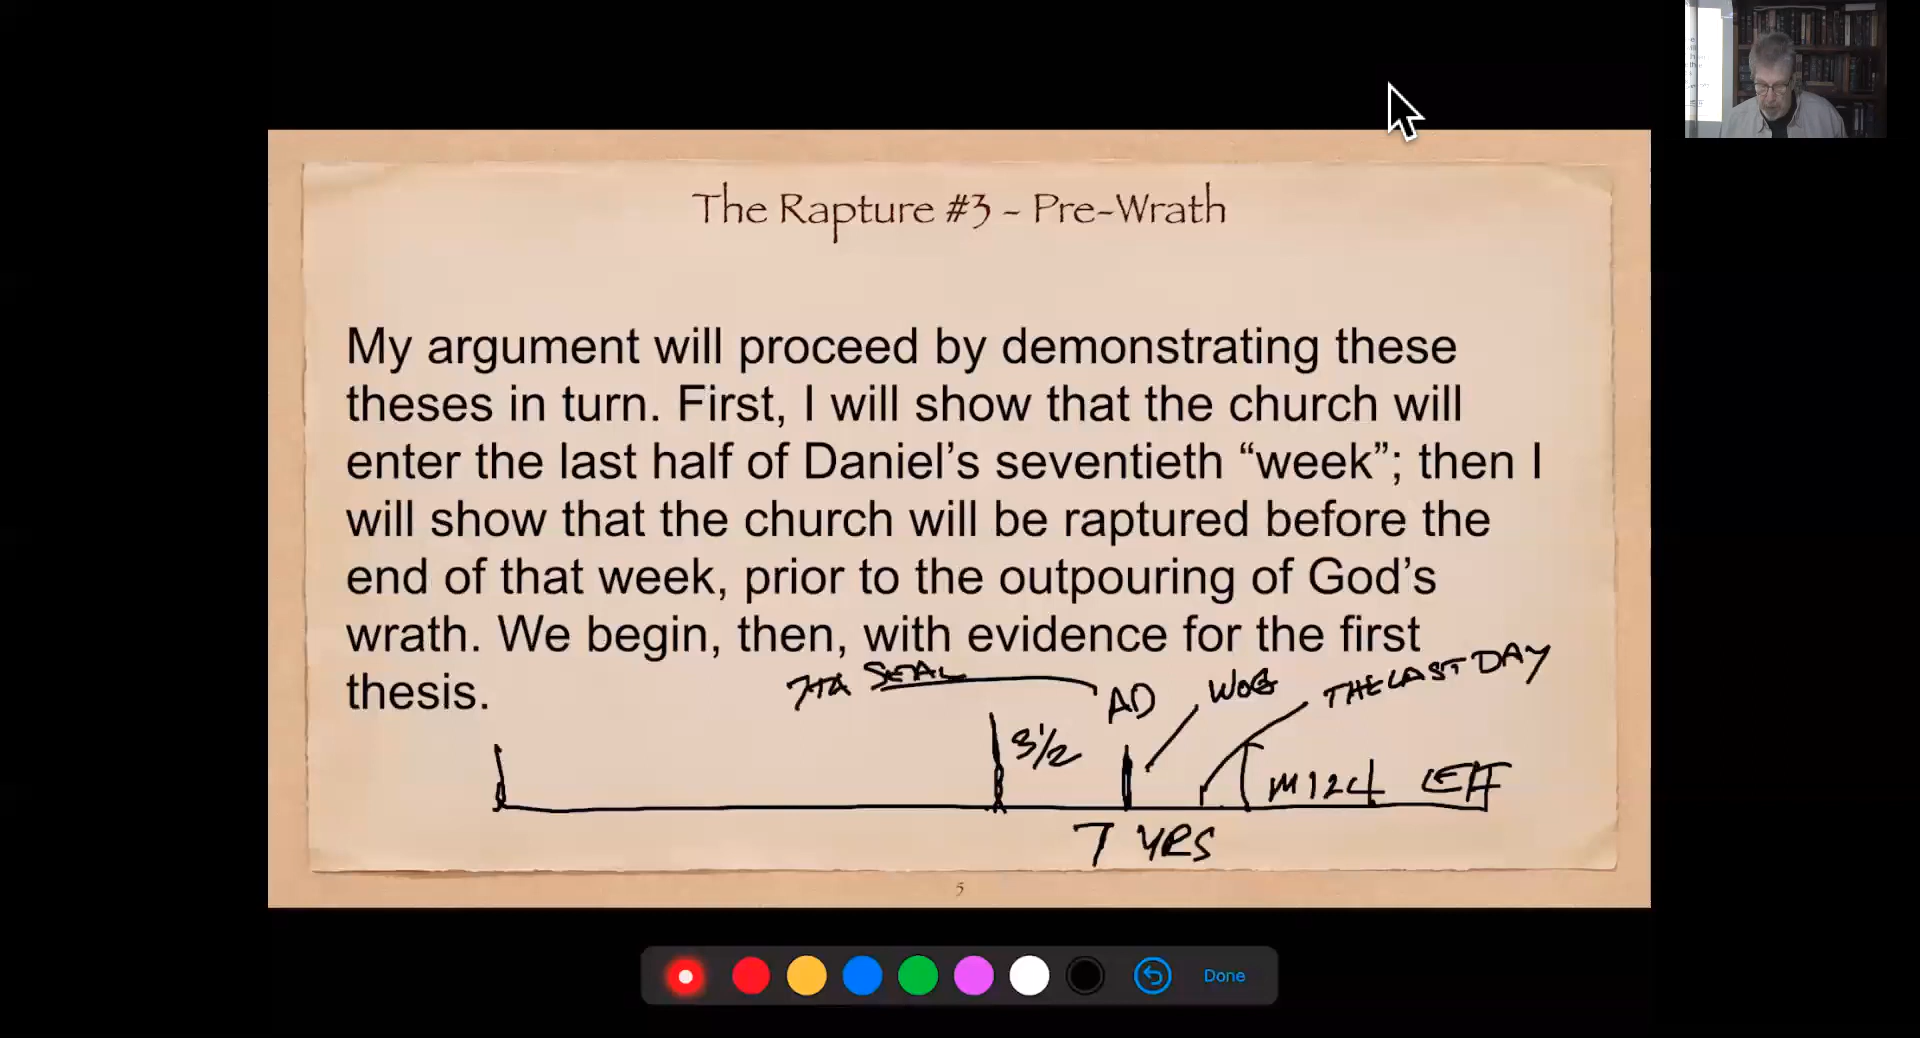 The Rapture #3 - Pre-Wrath
My argument will proceed by demonstrating these
theses in turn. First, I will show that the church will
enter the last half of Daniel’s seventieth “week”; then I
will show that the church will be raptured before the
end of that week, prior to the outpouring of God’s
wrath. We begin, then, with evidence for the first
thesis.
7TH SEAL
AD
WOG
THE LAST DAY
3 1/2
7 YRS
5
Done